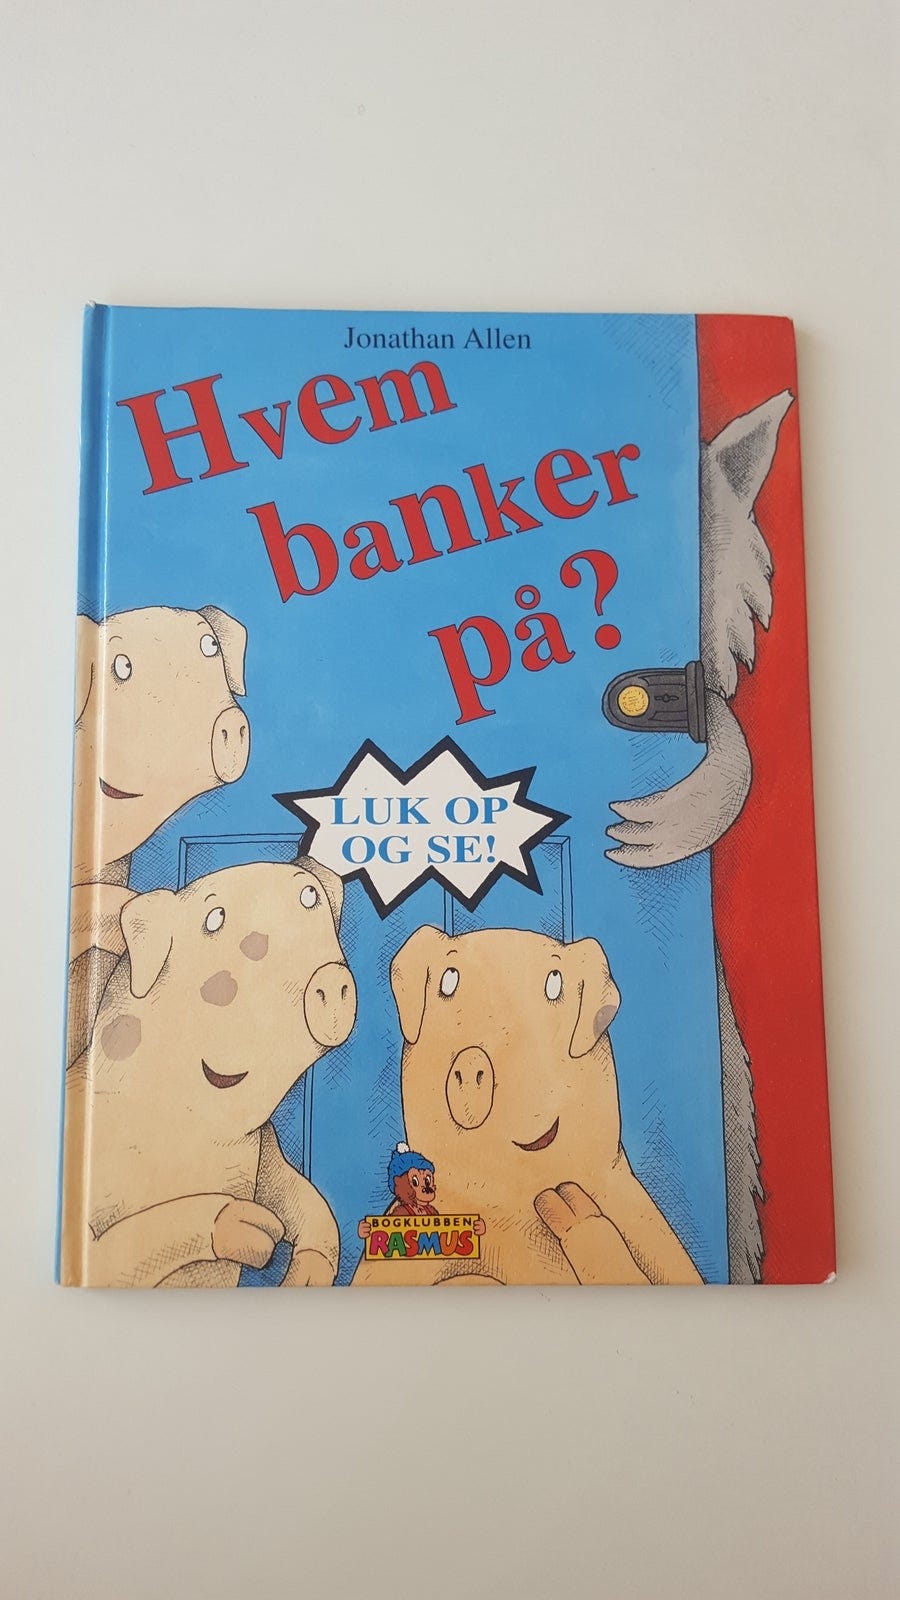 Jonathan Allen
Hvem
banker
på?
LUK OP
OG SE!
BOGKLUBBEN
RASMUS